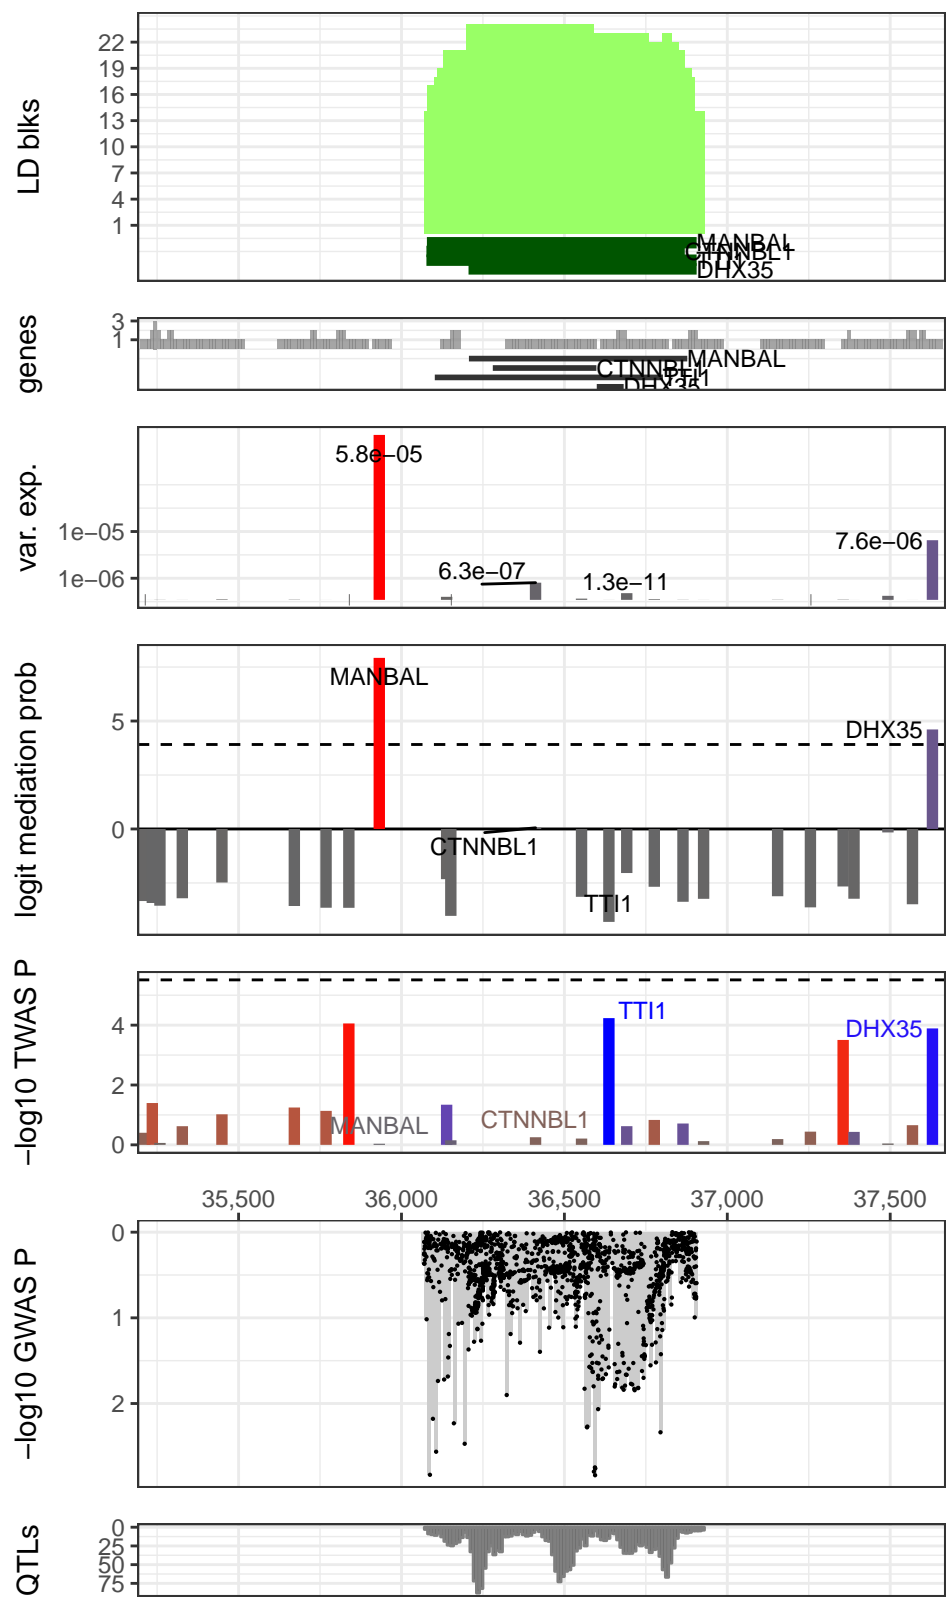 LD blks
22
19
16
13
10
7
4
1
MANBAL
CTNNBL1
TTI1
DHX35
genes
3
1
MANBAL
CTNNBL1
TTI1
DHX35
var. exp.
1e−05
1e−06
5.8e−05
6.3e−07
1.3e−11
7.6e−06
logit mediation prob
5
0
MANBAL
DHX35
CTNNBL1
TTI1
−log10 TWAS P
4
2
0
TTI1
DHX35
MANBAL
CTNNBL1
35,500 36,000 36,500 37,000 37,500
−log10 GWAS P
0
1
2
QTLs
0
25
50
75